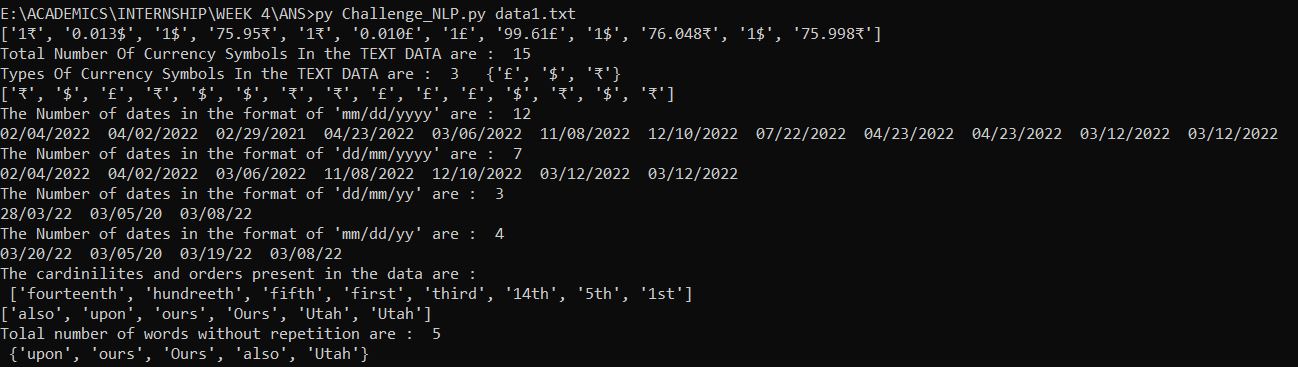 E:\ACADEMICS\INTERNSHIP\WEEK 4\ANS>py Challenge_NLP.py data1.txt
['1₹', '0.013$', '1$', '75.95₹', '1₹', '0.010£', '1£', '99.61£', '1$', '76.048₹', '1$', '75.998₹']
Total Number Of Currency Symbols In the TEXT DATA are :  15
Types Of Currency Symbols In the TEXT DATA are :  3   {'£', '$', '₹'}
['₹', '$', '£', '₹', '$', '$', '₹', '₹', '£', '£', '£', '$', '₹', '$', '₹']
The Number of dates in the format of 'mm/dd/yyyy' are :  12
02/04/2022  04/02/2022  02/29/2021  04/23/2022  03/06/2022  11/08/2022  12/10/2022  07/22/2022  04/23/2022  04/23/2022  03/12/2022  03/12/2022
The Number of dates in the format of 'dd/mm/yyyy' are :  7
02/04/2022  04/02/2022  03/06/2022  11/08/2022  12/10/2022  03/12/2022  03/12/2022
The Number of dates in the format of 'dd/mm/yy' are :  3
28/03/22  03/05/20  03/08/22
The Number of dates in the format of 'mm/dd/yy' are :  4
03/20/22  03/05/20  03/19/22  03/08/22
The cardinilites and orders present in the data are :
 ['fourteenth', 'hundreeth', 'fifth', 'first', 'third', '14th', '5th', '1st']
['also', 'upon', 'ours', 'Ours', 'Utah', 'Utah']
Tolal number of words without repetition are :  5
 {'upon', 'ours', 'Ours', 'also', 'Utah'}